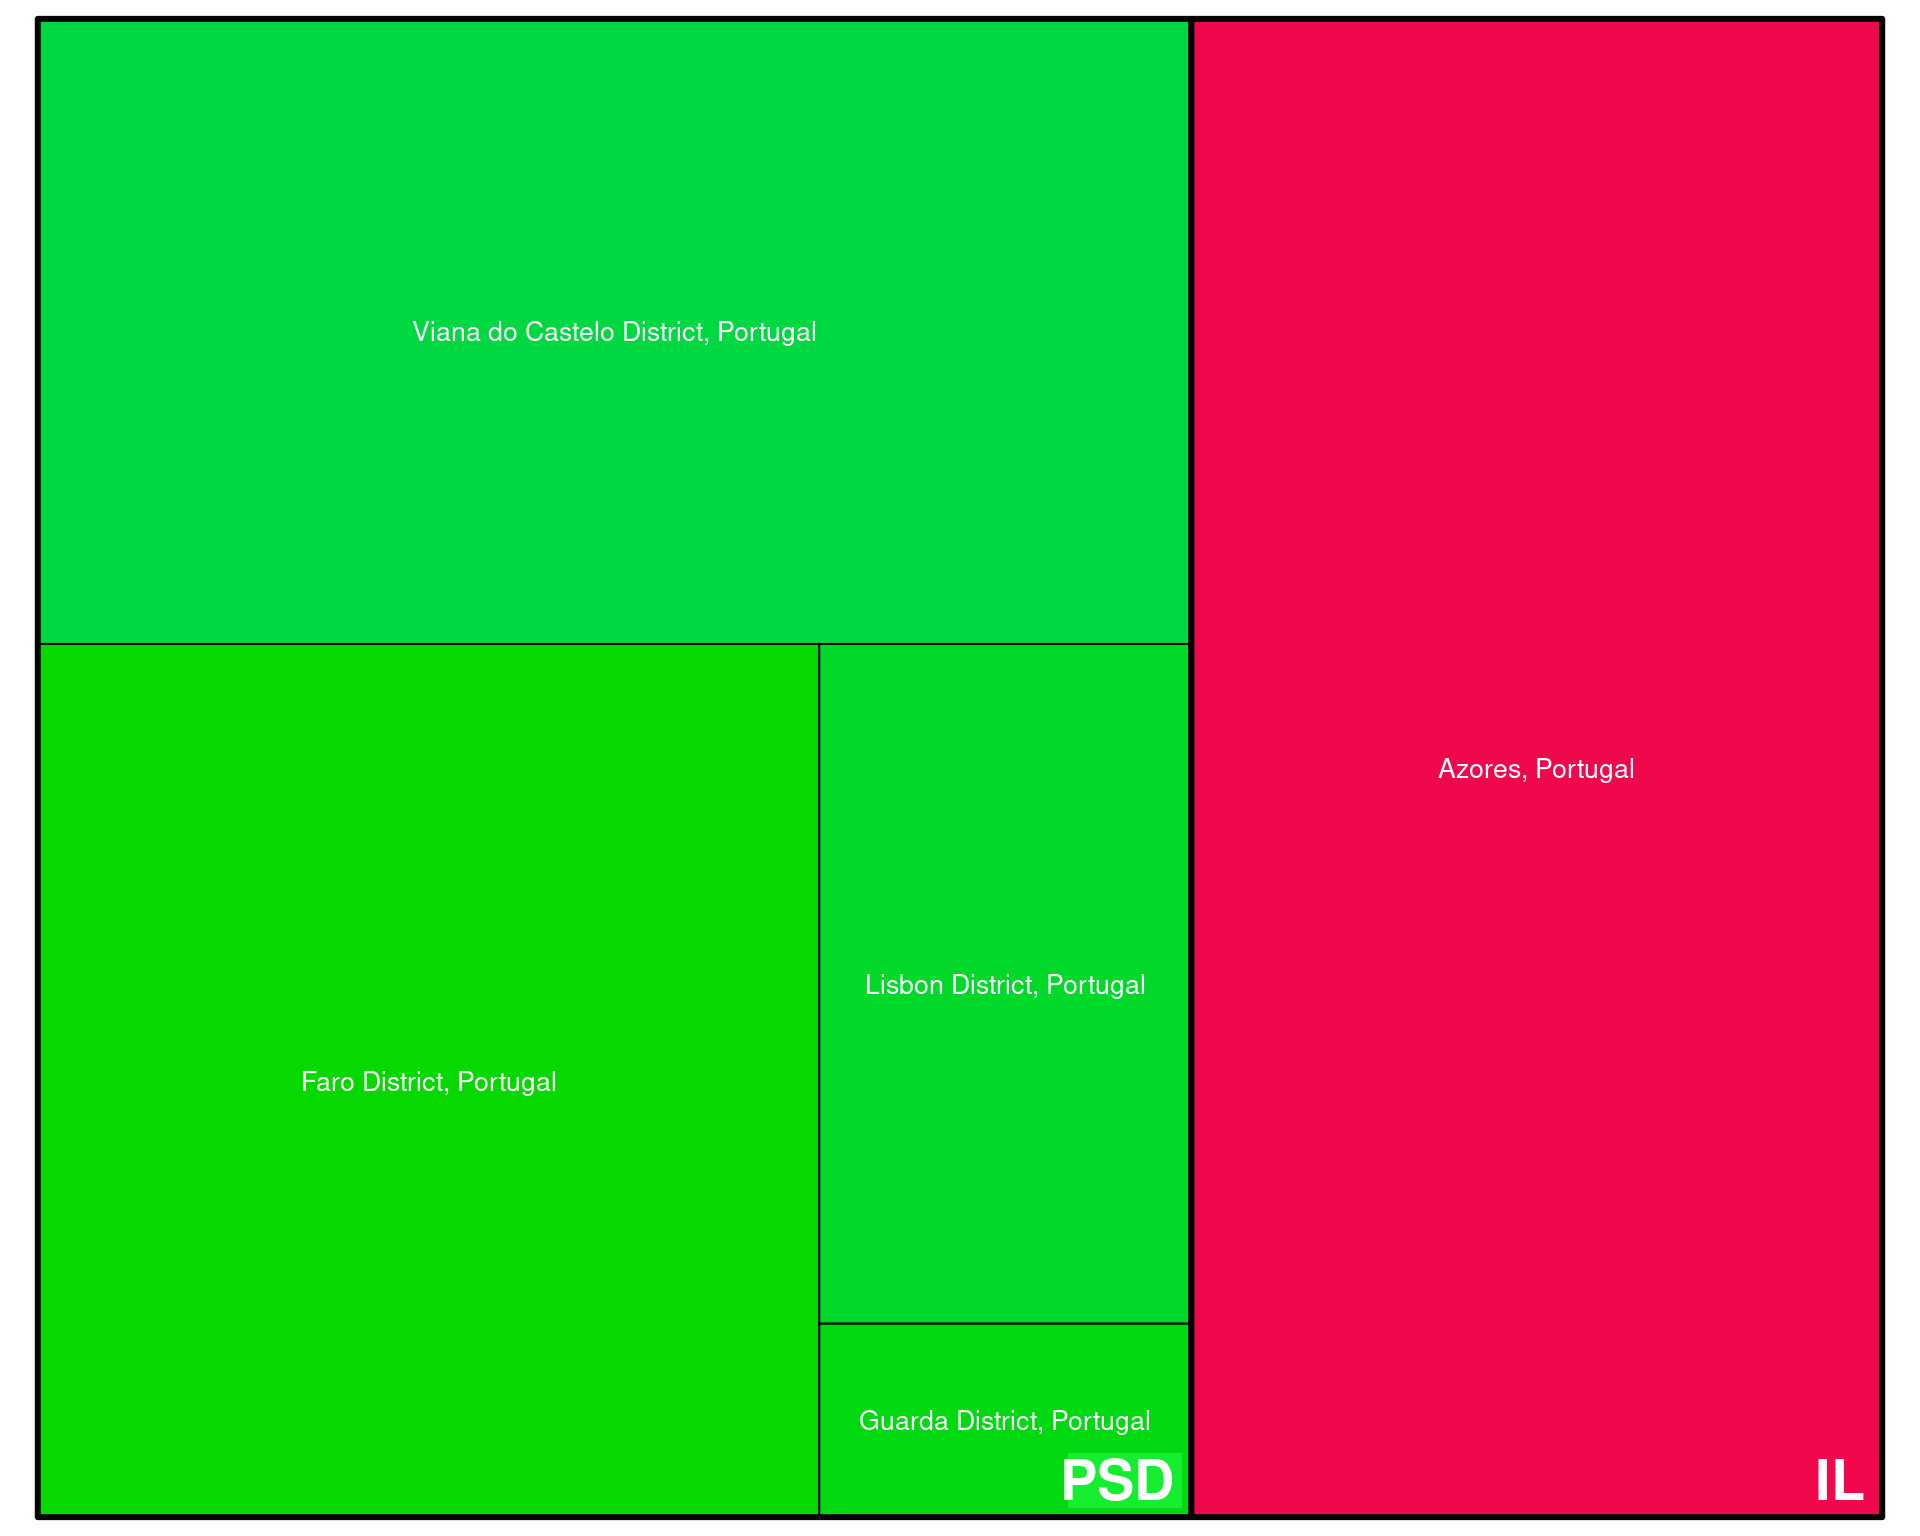 Viana do Castelo District, Portugal
Azores, Portugal
Lisbon District, Portugal
Faro District, Portugal
Guarda District, Portugal
PSD
IL